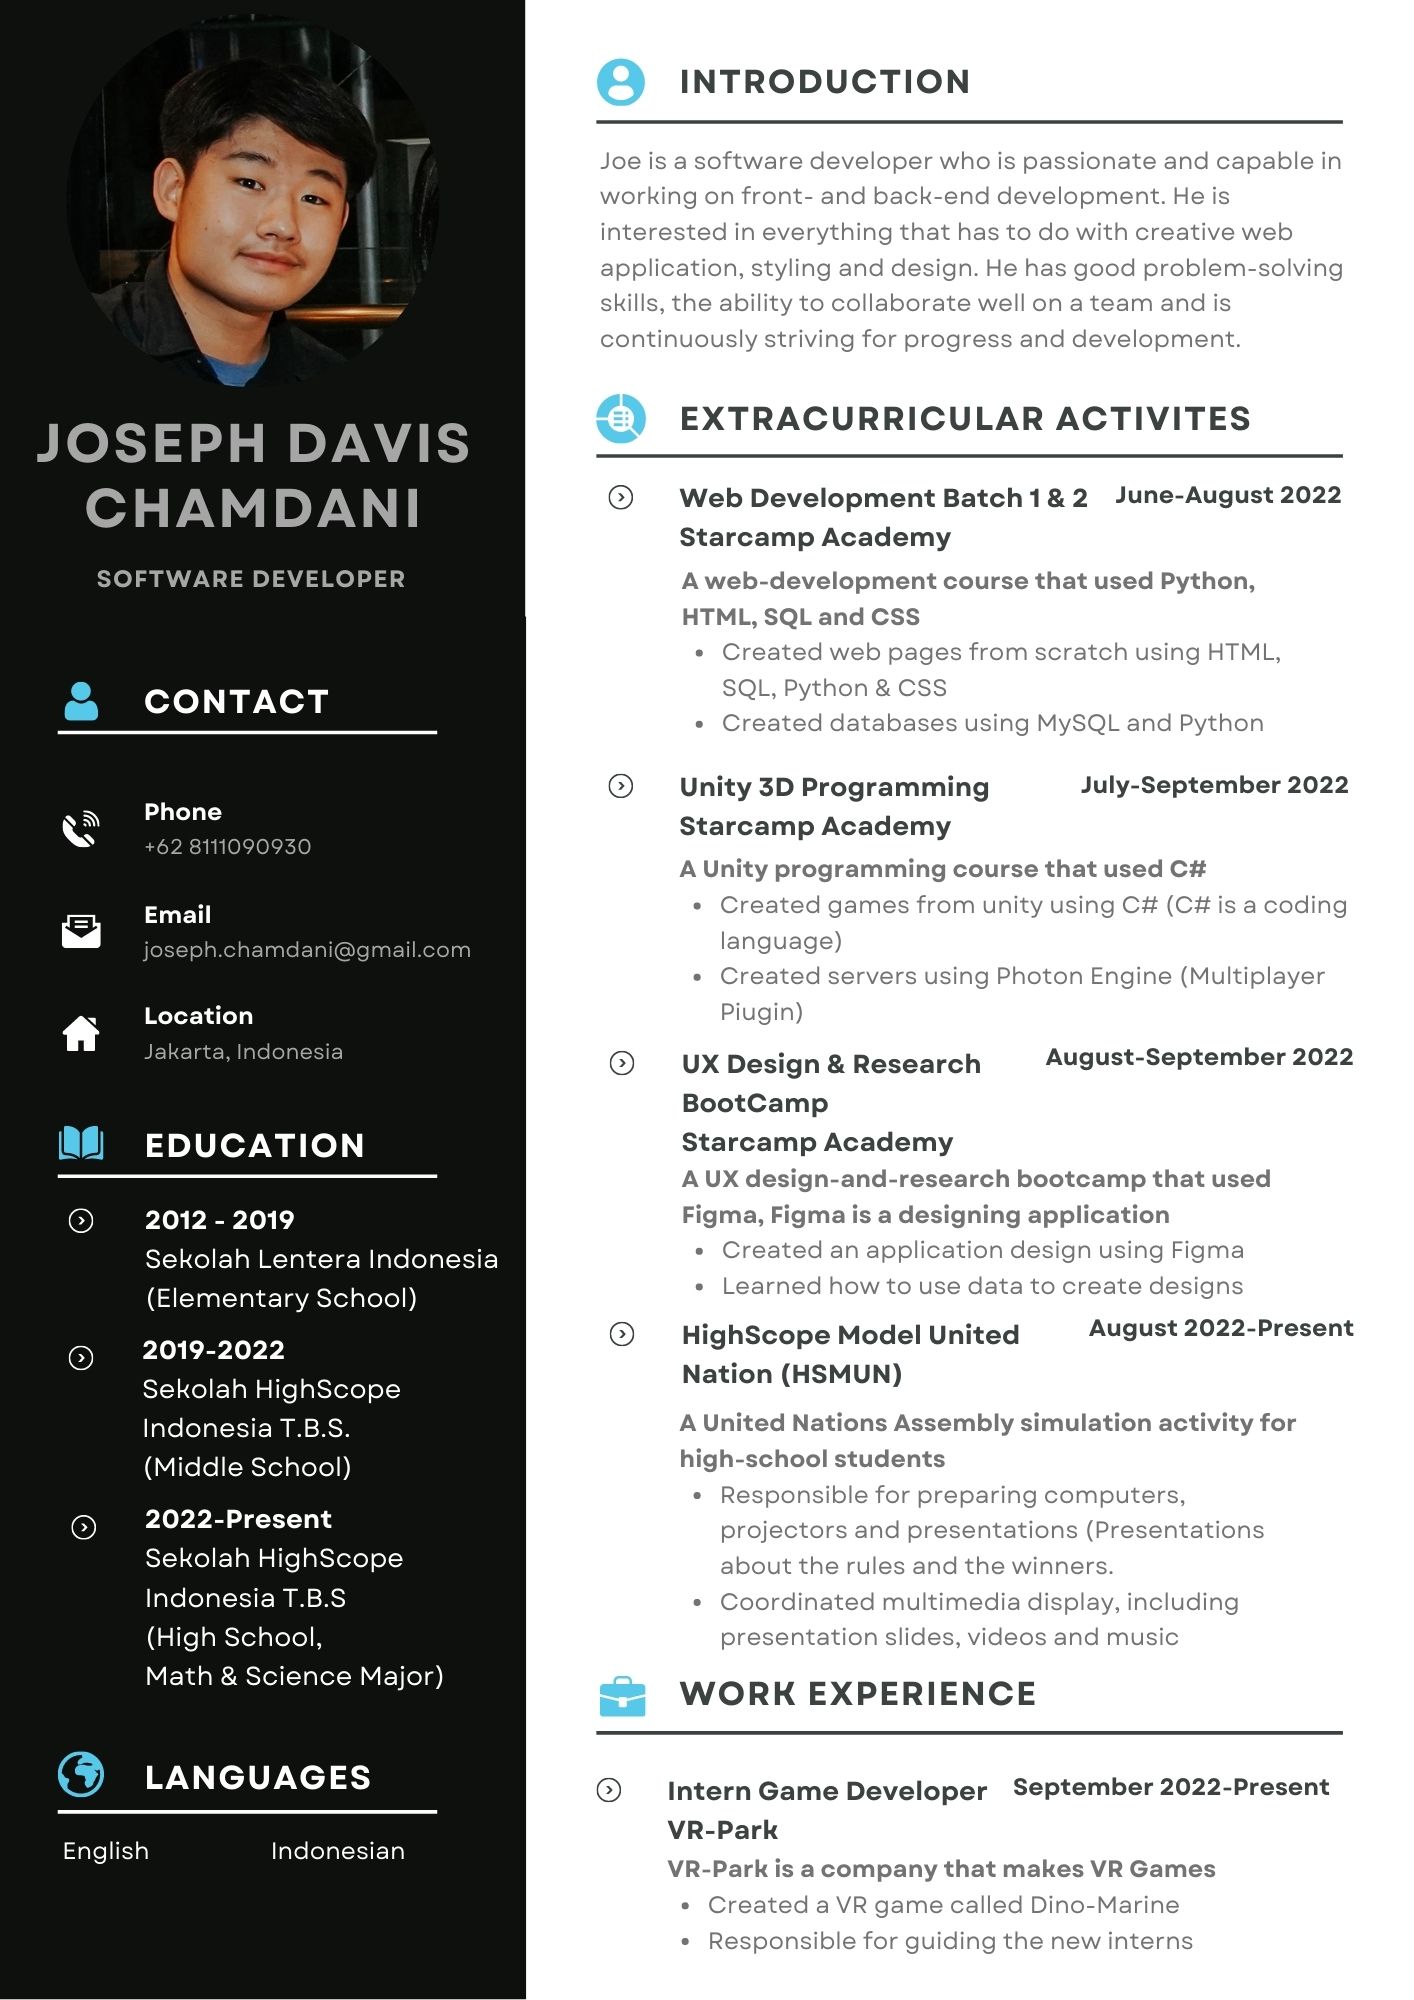 JOSEPH DAVIS
CHAMDANI
SOFTWARE DEVELOPER
CONTACT
Phone
+62 8111090930
Email
joseph.chamdani@gmail.com
Location
Jakarta, Indonesia
EDUCATION
2012 - 2019
Sekolah Lentera Indonesia
(Elementary School)
2019-2022
Sekolah HighScope
Indonesia T.B.S.
(Middle School)
2022-Present
Sekolah HighScope
Indonesia T.B.S
(High School,
Math & Science Major)
LANGUAGES
English Indonesian
INTRODUCTION
Joe is a software developer who is passionate and capable in
working on front- and back-end development. He is
interested in everything that has to do with creative web
application, styling and design. He has good problem-solving
skills, the ability to collaborate well on a team and is
continuously striving for progress and development.
EXTRACURRICULAR ACTIVITES
Web Development Batch 1 & 2 June-August 2022
Starcamp Academy
A web-development course that used Python,
HTML, SQL and CSS
• Created web pages from scratch using HTML,
SQL, Python & CSS
• Created databases using MySQL and Python
Unity 3D Programming July-September 2022
Starcamp Academy
A Unity programming course that used C#
• Created games from unity using C# (C# is a coding
language)
• Created servers using Photon Engine (Multiplayer
Piugin)
UX Design & Research August-September 2022
BootCamp
Starcamp Academy
A UX design-and-research bootcamp that used
Figma, Figma is a designing application
• Created an application design using Figma
• Learned how to use data to create designs
HighScope Model United August 2022-Present
Nation (HSMUN)
A United Nations Assembly simulation activity for
high-school students
• Responsible for preparing computers,
projectors and presentations (Presentations
about the rules and the winners.
• Coordinated multimedia display, including
presentation slides, videos and music
WORK EXPERIENCE
Intern Game Developer September 2022-Present
VR-Park
VR-Park is a company that makes VR Games
• Created a VR game called Dino-Marine
• Responsible for guiding the new interns